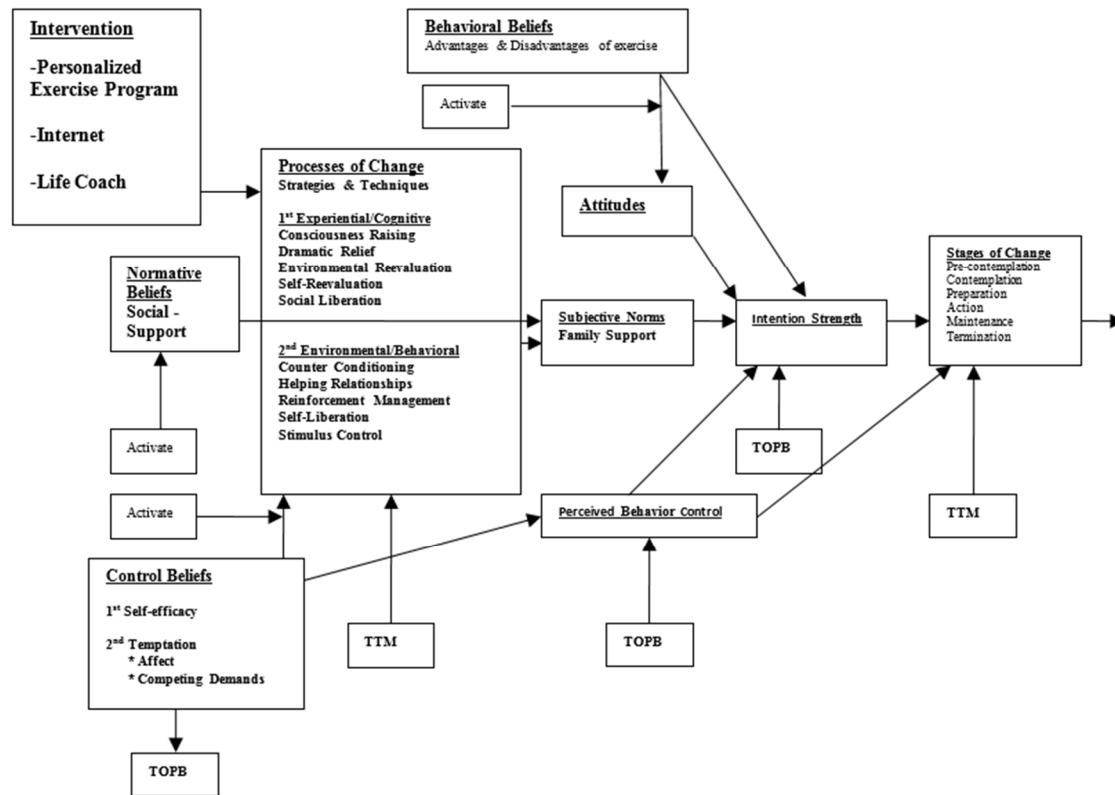 Intervention
-Personalized
Exercise Program
-Internet
-Life Coach
Behavioral Beliefs
Advantages & Disadvantages of exercise
Activate
Processes of Change
Strategies & Techniques
1st Experiential/Cognitive
Consciousness Raising
Dramatic Relief
Environmental Reevaluation
Self-Reevaluation
Social Liberation
2nd Environmental/Behavioral
Counter Conditioning
Helping Relationships
Reinforcement Management
Self-Liberation
Stimulus Control
Attitudes
Normative
Beliefs
Social -
Support
Subjective Norms
Family Support
Intention Strength
Stages of Change
Pre-contemplation
Contemplation
Preparation
Action
Maintenance
Termination
Activate
Activate
TOPB
Perceived Behavior Control
TTM
Control Beliefs
1st Self-efficacy
2nd Temptation
* Affect
* Competing Demands
TTM
TOPB
TOPB